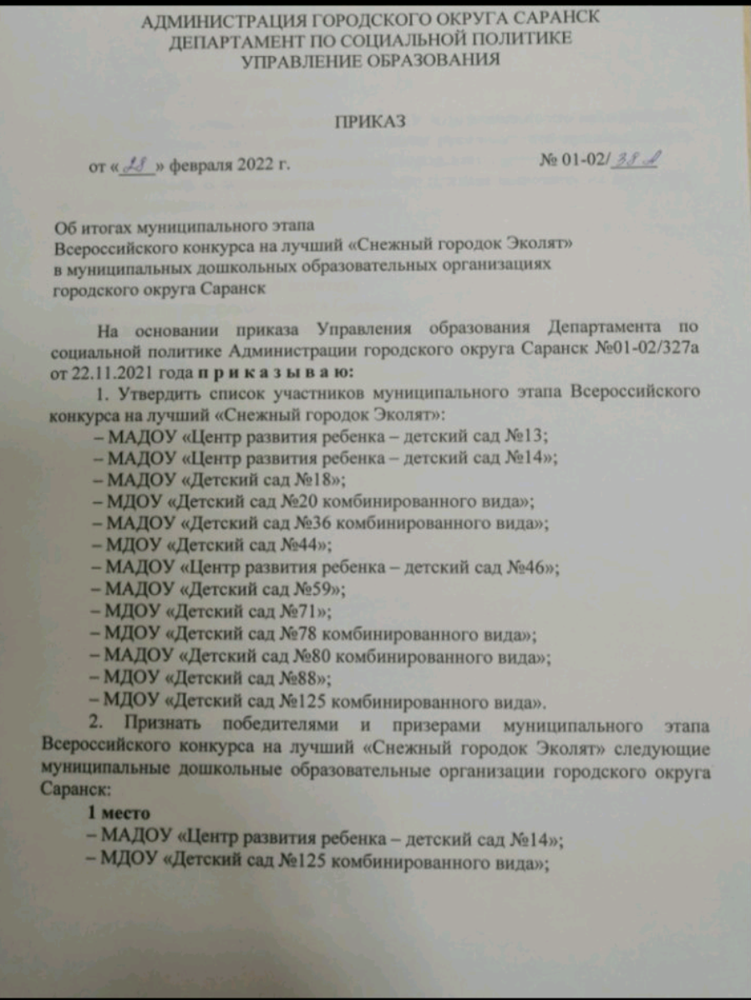 АДМИНИСТРАЦИЯ ГОРОДСКОГО ОКРУГА САРАНСК
ДЕПАРТАМЕНТ ПО СОЦИАЛЬНОЙ ПОЛИТИКЕ
УПРАВЛЕНИЕ ОБРАЗОВАНИЯ
ПРИКАЗ
от «28» февраля 2022 г. № 01-02/38 а
Об итогах муниципального этапа
Всероссийского конкурса на лучший «Снежный городок Эколят»
в муниципальных дошкольных образовательных организациях
городского округа Саранск
На основании приказа Управления образования Департамента по
социальной политике Администрации городского округа Саранск №01-02/327а
от 22.11.2021 года п р и к а з ы в а ю:
1. Утвердить список участников муниципального этапа Всероссийского
конкурса на лучший «Снежный городок Эколят»:
– МАДОУ «Центр развития ребенка – детский сад №13;
– МАДОУ «Центр развития ребенка – детский сад №14»;
– МАДОУ «Детский сад №18»;
– МДОУ «Детский сад №20 комбинированного вида»;
– МАДОУ «Детский сад №36 комбинированного вида»;
– МДОУ «Детский сад №44»;
– МАДОУ «Центр развития ребенка – детский сад №46»;
– МАДОУ «Детский сад №59»;
– МДОУ «Детский сад №71»;
– МДОУ «Детский сад №78 комбинированного вида»;
– МАДОУ «Детский сад №80 комбинированного вида»;
– МДОУ «Детский сад №88»;
– МДОУ «Детский сад №125 комбинированного вида».
2. Признать победителями и призерами муниципального этапа
Всероссийского конкурса на лучший «Снежный городок Эколят» следующие
муниципальные дошкольные образовательные организации городского округа
Саранск:
1 место
– МАДОУ «Центр развития ребенка – детский сад №14»;
– МДОУ «Детский сад №125 комбинированного вида»;